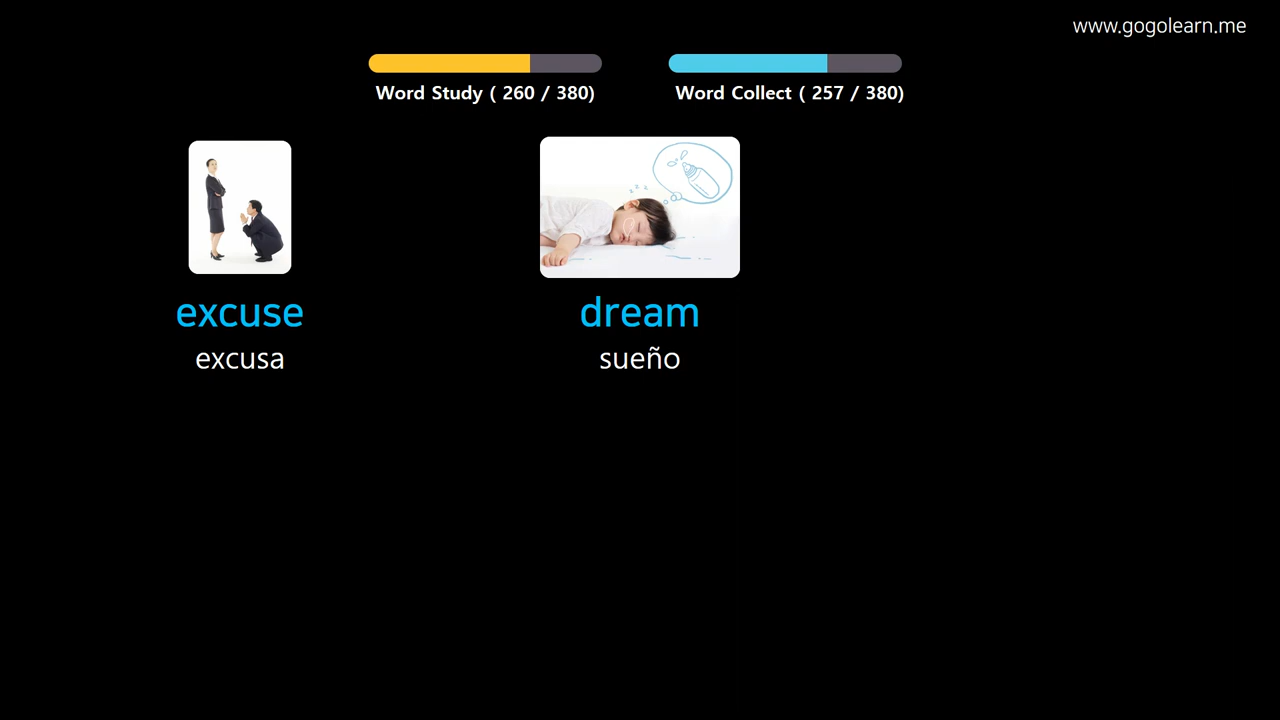 www.gogolearn.me
Word Study ( 260 / 380)
Word Collect ( 257 / 380)
excuse
dream
excusa
sueño